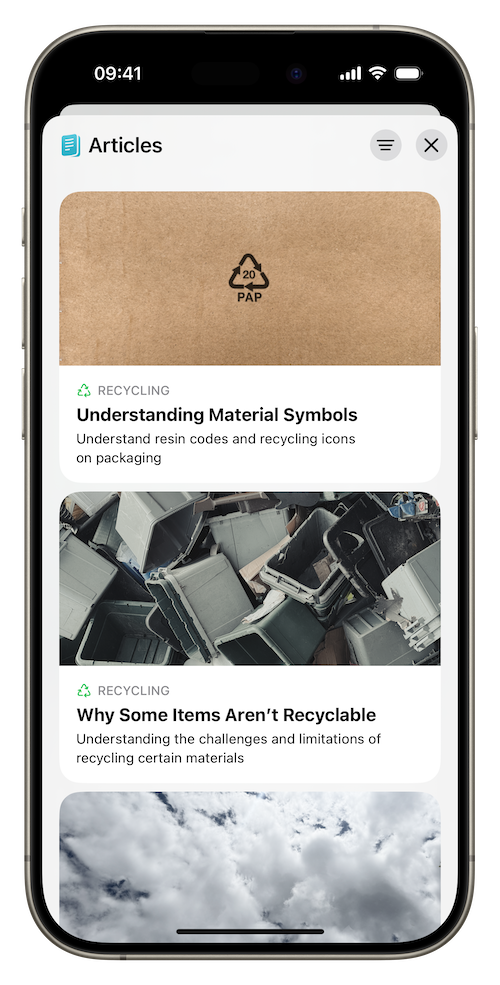 09:41
Articles
20
PAP
RECYCLING
Understanding Material Symbols
Understand resin codes and recycling icons
on packaging
RECYCLING
Why Some Items Aren’t Recyclable
Understanding the challenges and limitations of
recycling certain materials